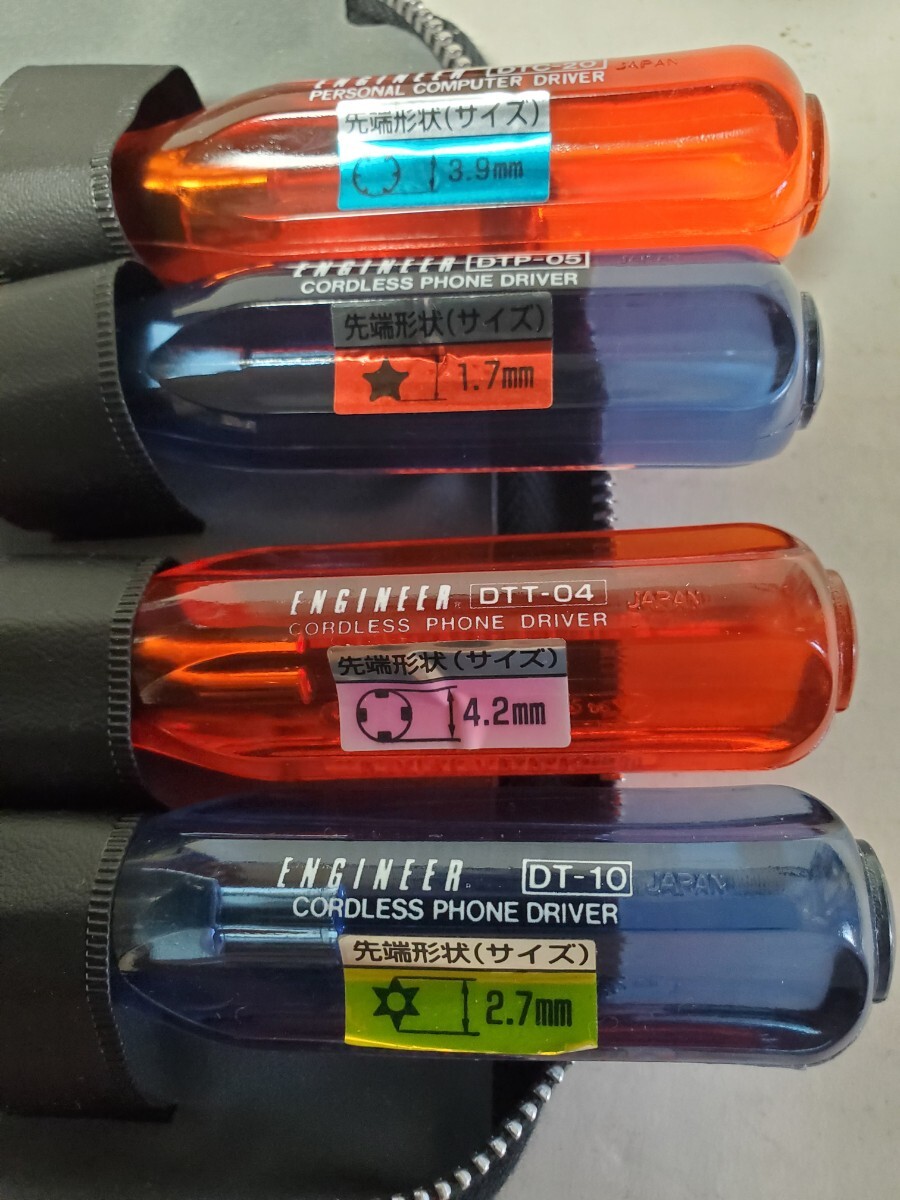 ENGINEER DTC-20 JAPAN
PERSONAL COMPUTER DRIVER
先端形状(サイズ)
3.9mm
ENGINEER DTP-05 JAPAN
CORDLESS PHONE DRIVER
先端形状(サイズ)
1.7mm
ENGINEER® DTT-04 JAPAN
CORDLESS PHONE DRIVER
先端形状(サイズ)
4.2mm
ENGINEER DT-10 JAPAN
CORDLESS PHONE DRIVER
先端形状(サイズ)
2.7mm